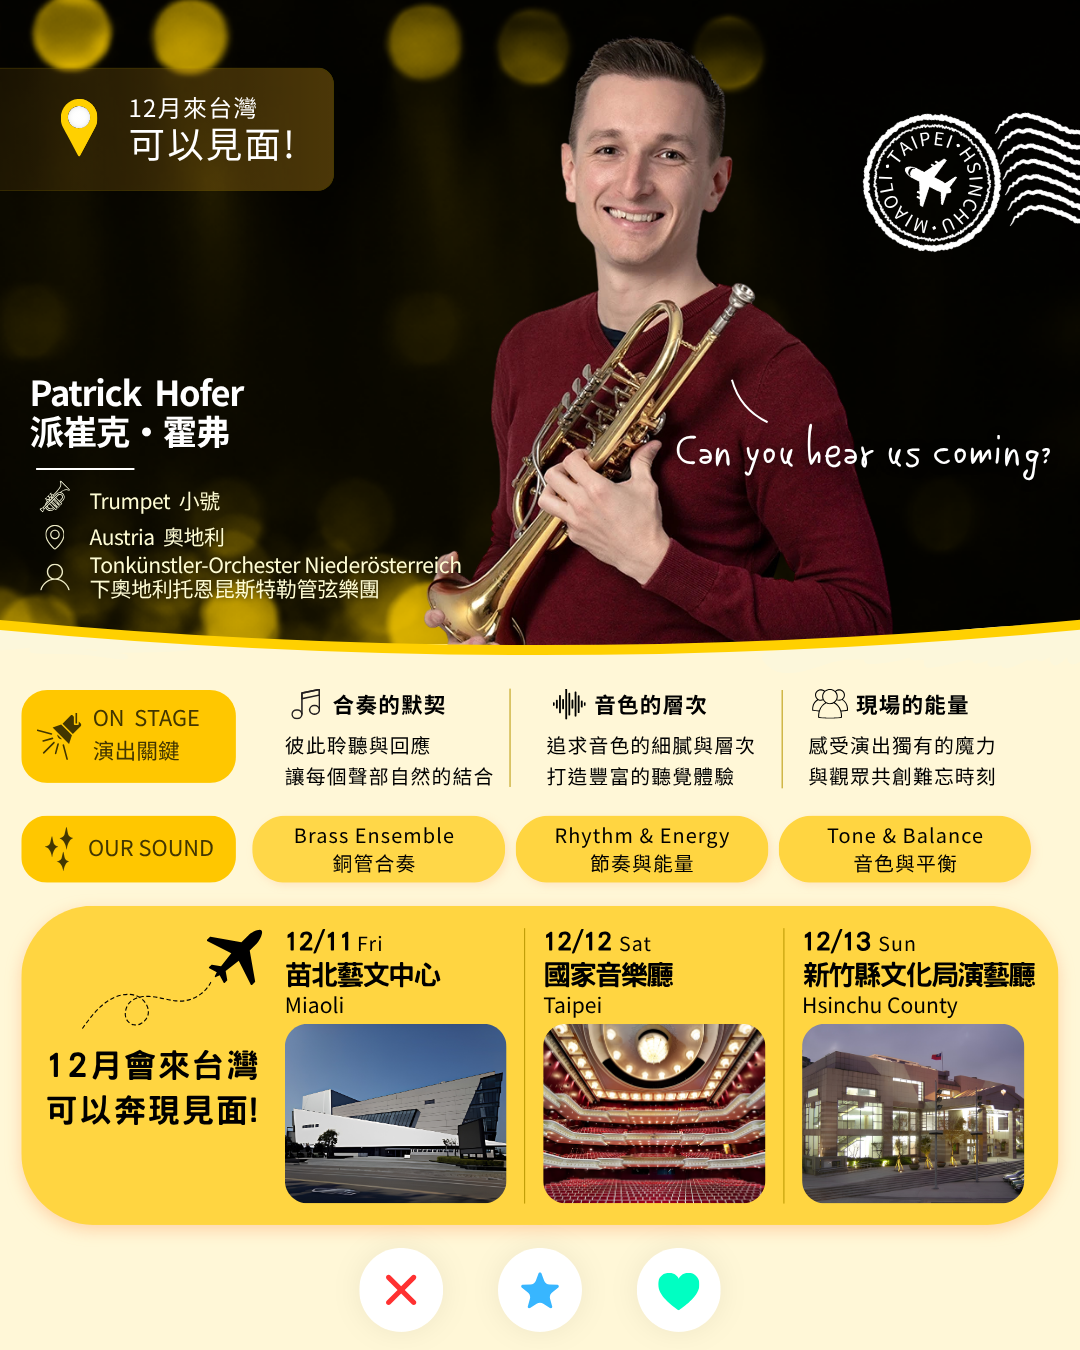 12月來台灣
可以見面!
TAIPEI·HSINCHU·MIAOLI·
Patrick Hofer
派崔克・霍弗
Can you hear us coming?
Trumpet 小號
Austria 奧地利
Tonkünstler-Orchester Niederösterreich
下奧地利托恩昆斯特勒管弦樂團
ON STAGE
演出關鍵
合奏的默契
彼此聆聽與回應
讓每個聲部自然的結合
音色的層次
追求音色的細膩與層次
打造豐富的聽覺體驗
現場的能量
感受演出獨有的魔力
與觀眾共創難忘時刻
OUR SOUND
Brass Ensemble
銅管合奏
Rhythm & Energy
節奏與能量
Tone & Balance
音色與平衡
12月會來台灣
可以奔現見面!
12/11 Fri
苗北藝文中心
Miaoli
12/12 Sat
國家音樂廳
Taipei
12/13 Sun
新竹縣文化局演藝廳
Hsinchu County